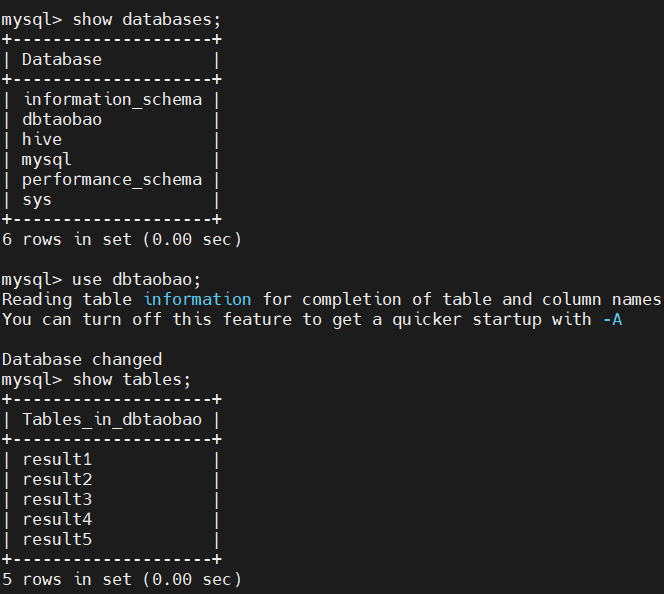 mysql> show databases;
+--------------------+
| Database           |
+--------------------+
| information_schema |
| dbtaobao           |
| hive               |
| mysql              |
| performance_schema |
| sys                |
+--------------------+
6 rows in set (0.00 sec)
mysql> use dbtaobao;
Reading table information for completion of table and column names
You can turn off this feature to get a quicker startup with -A
Database changed
mysql> show tables;
+--------------------+
| Tables_in_dbtaobao |
+--------------------+
| result1            |
| result2            |
| result3            |
| result4            |
| result5            |
+--------------------+
5 rows in set (0.00 sec)